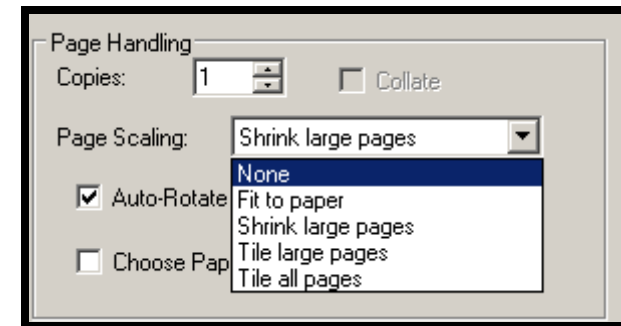 Page Handling
Copies: 1 Collate
Page Scaling: Shrink large pages
None
Auto-Rotate Fit to paper
Shrink large pages
Choose Pap Tile large pages
Tile all pages